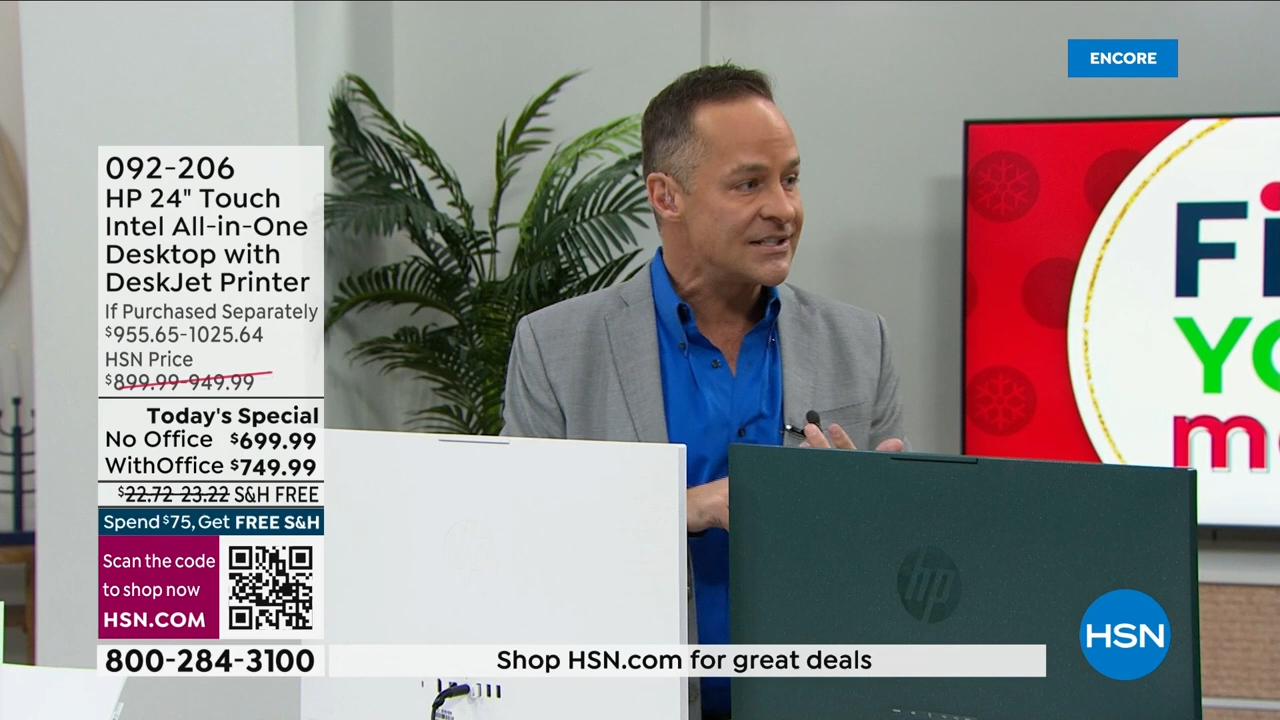 ENCORE
092-206
HP 24" Touch
Intel All-in-One
Desktop with
DeskJet Printer
If Purchased Separately
$955.65-1025.64
HSN Price
$899.99-949.99
Today's Special
No Office $699.99
WithOffice $749.99
$22.72-23.22 S&H FREE
Spend $75, Get FREE S&H
Scan the code
to shop now
HSN.COM
800-284-3100
Shop HSN.com for great deals
HSN
hp